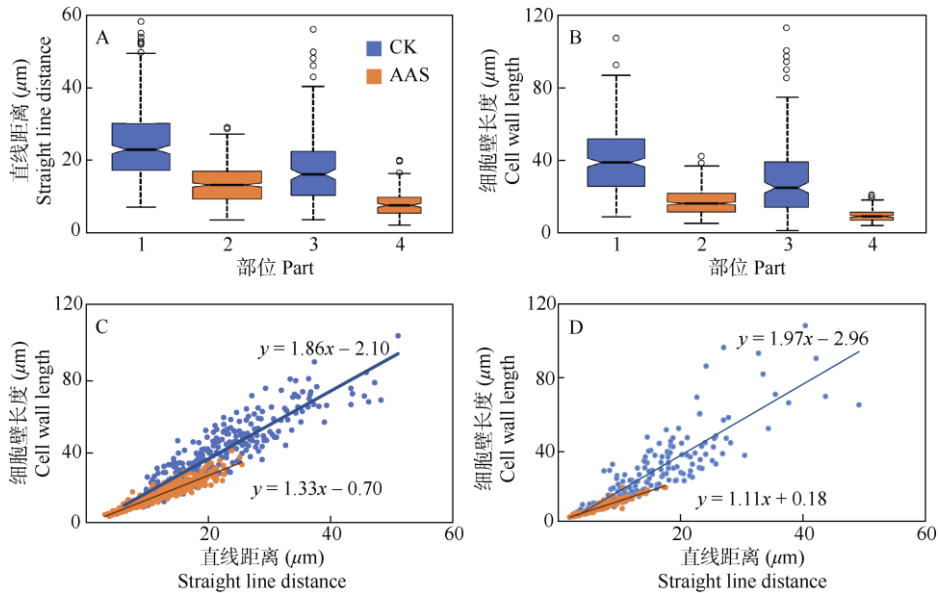 A
直线距离 (μm)
Straight line distance
60
40
20
0
1
2
3
4
部位 Part
CK
AAS
B
细胞壁长度 (μm)
Cell wall length
120
80
40
0
1
2
3
4
部位 Part
C
细胞壁长度 (μm)
Cell wall length
120
80
40
0
20
40
60
y = 1.86x − 2.10
y = 1.33x − 0.70
直线距离 (μm)
Straight line distance
D
细胞壁长度 (μm)
Cell wall length
120
80
40
0
20
40
60
y = 1.97x − 2.96
y = 1.11x + 0.18
直线距离 (μm)
Straight line distance